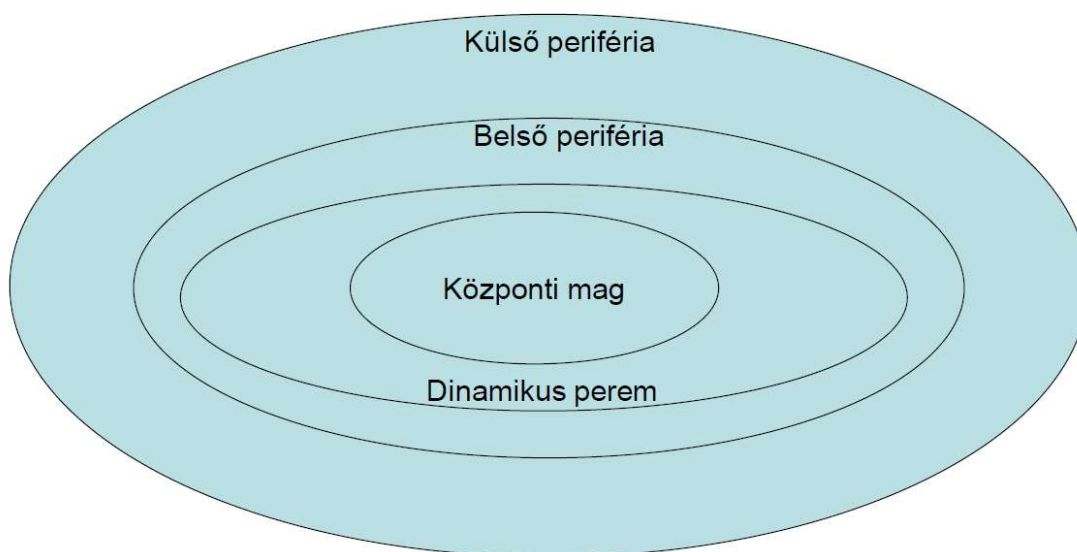 Külső periféria
Belső periféria
Központi mag
Dinamikus perem